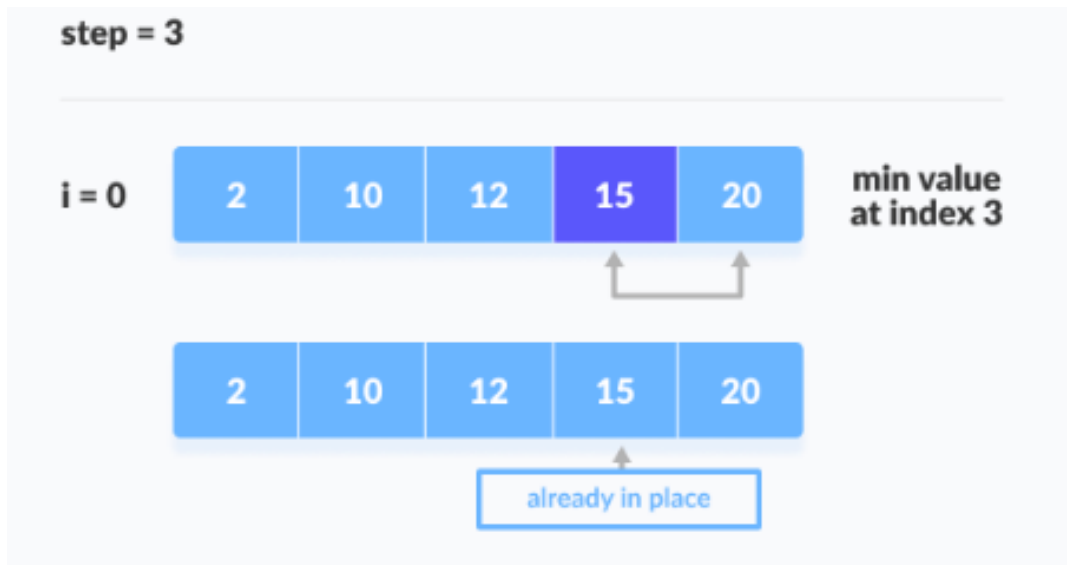 step = 3
i = 0
2 10 12 15 20
min value
at index 3
2 10 12 15 20
already in place